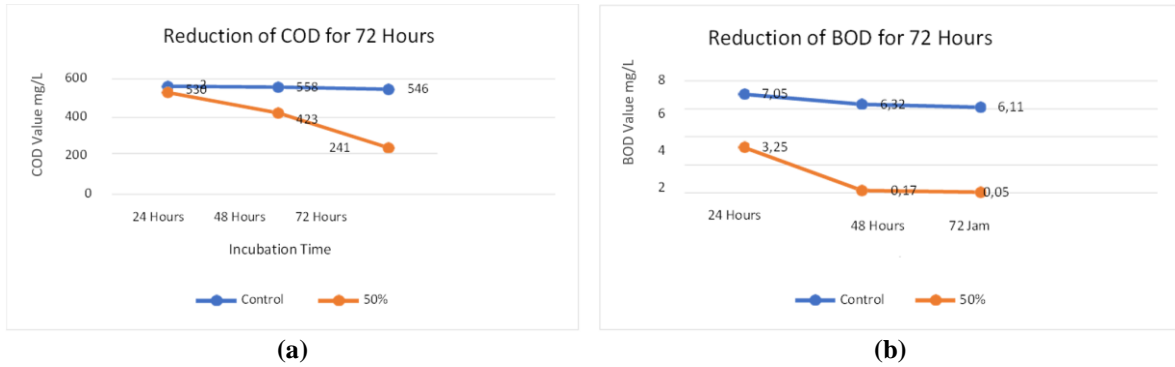 Reduction of COD for 72 Hours
COD Value mg/L
600
400
200
0
530
558
546
423
241
24 Hours 48 Hours 72 Hours
Incubation Time
Control 50%
(a)
Reduction of BOD for 72 Hours
BOD Value mg/L
8
6
4
2
7,05
6,32
6,11
3,25
0,17
0,05
24 Hours
48 Hours 72 Jam
Control 50%
(b)